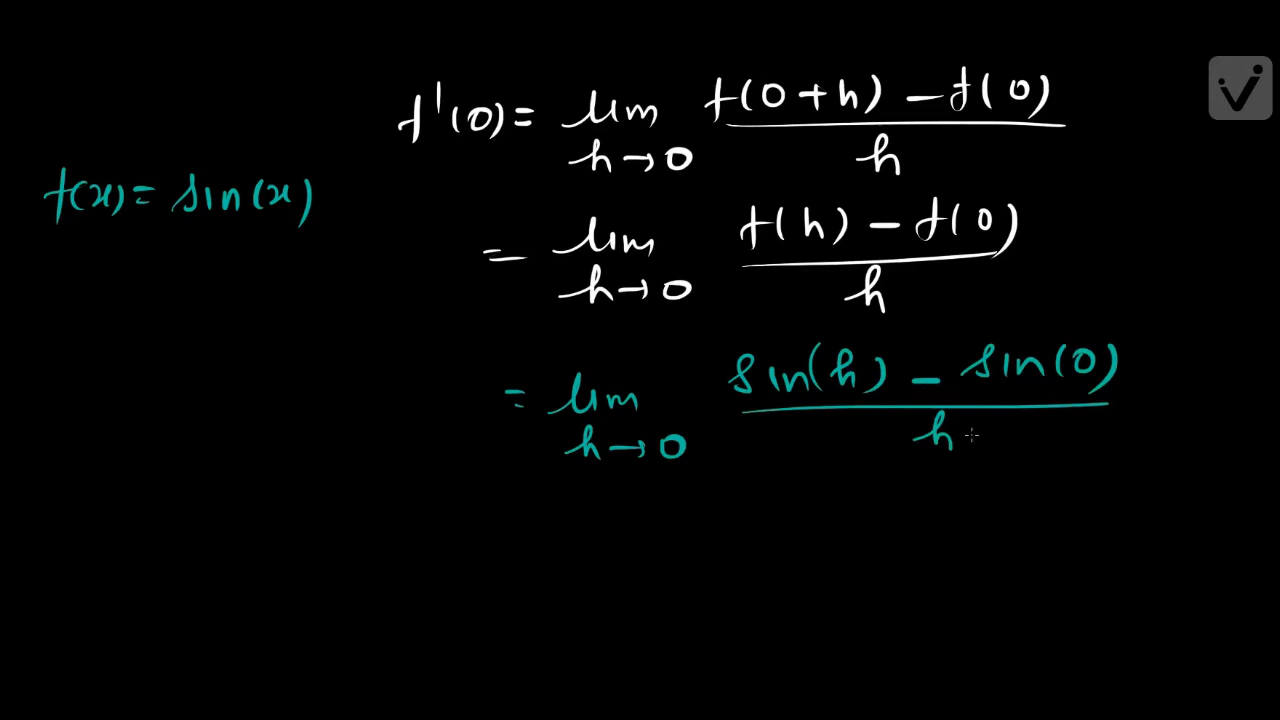 f'(0) = lim h→0 f(0+h) - f(0) / h
f(x) = sin(x)
= lim h→0 f(h) - f(0) / h
= lim h→0 sin(h) - sin(0) / h